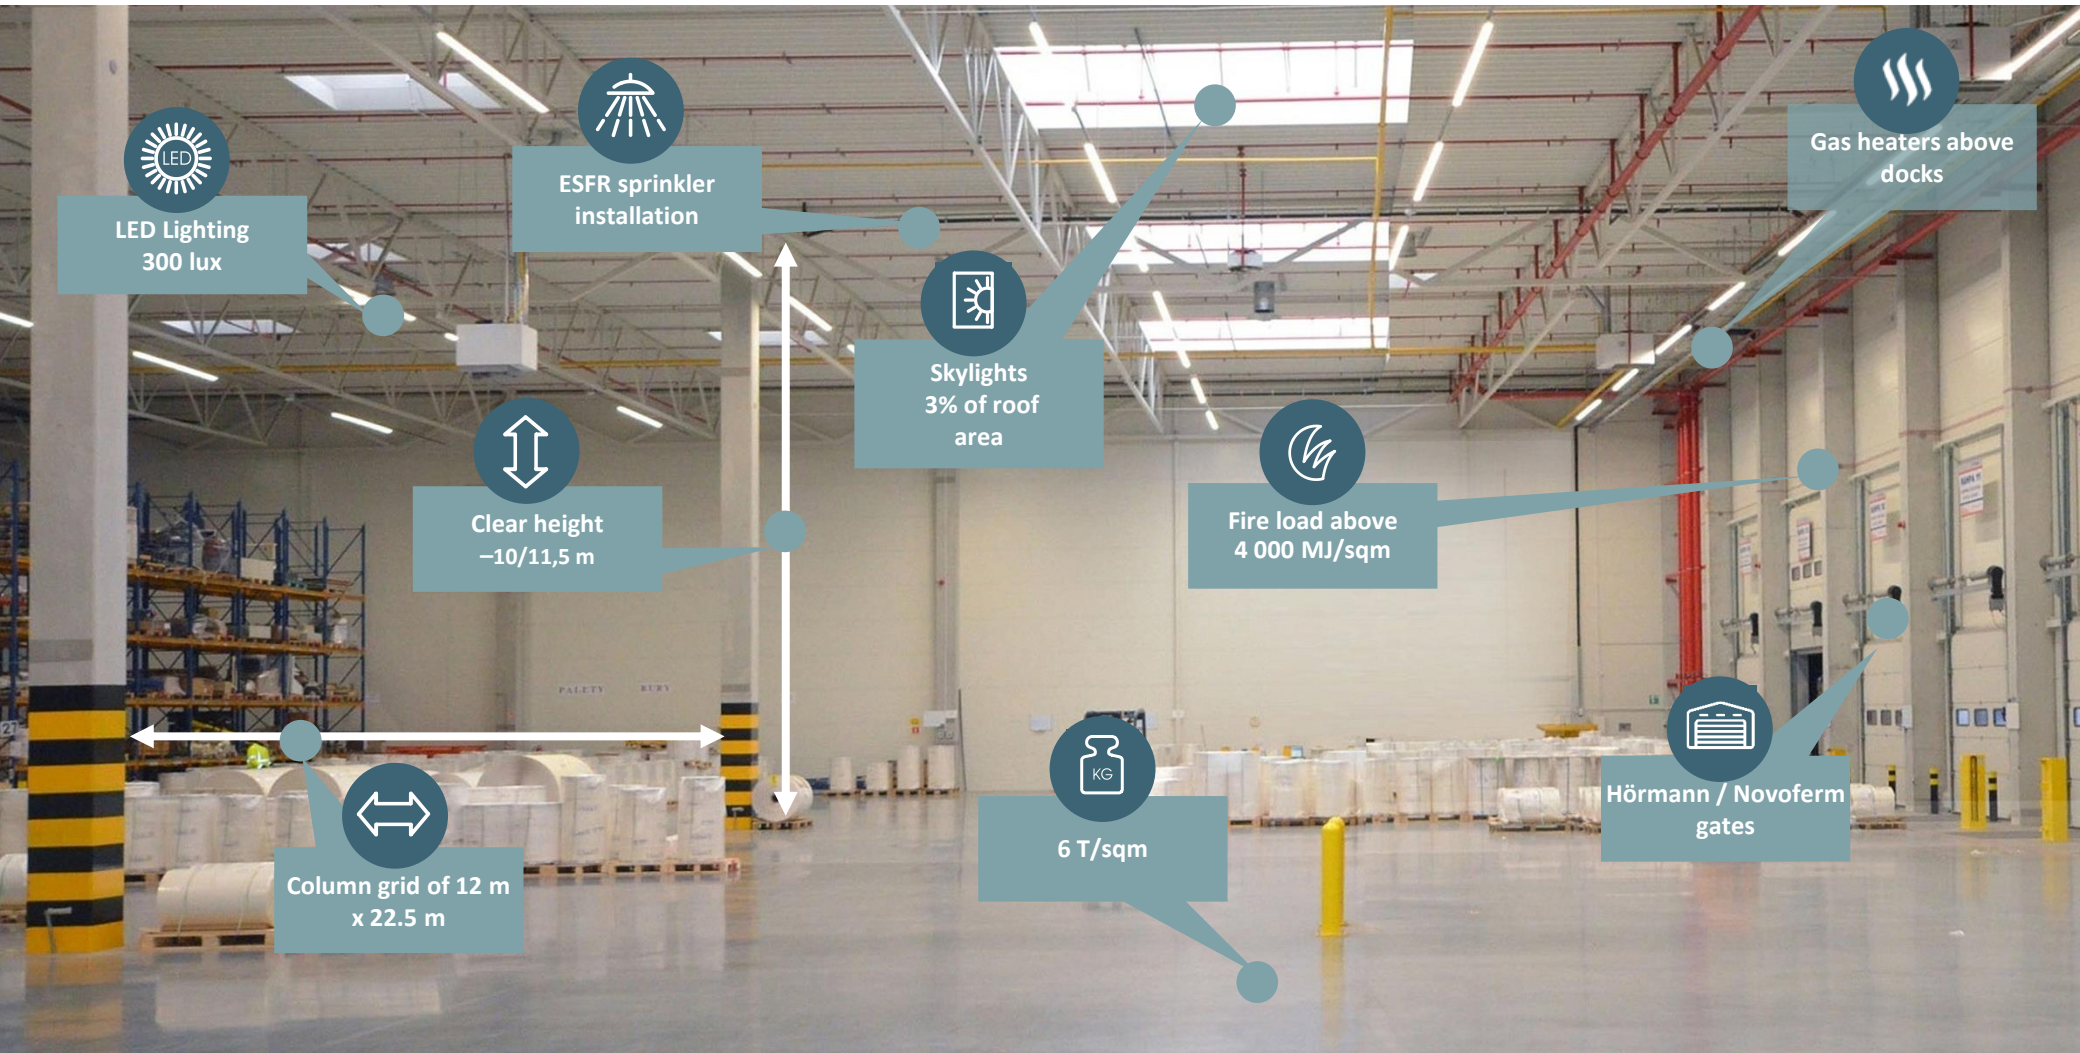 LED
LED Lighting
300 lux
ESFR sprinkler
installation
Gas heaters above
docks
Skylights
3% of roof
area
Clear height
–10/11,5 m
Fire load above
4 000 MJ/sqm
PALETY
BURY
27
Hörmann / Novoferm
gates
KG
6 T/sqm
Column grid of 12 m
x 22.5 m